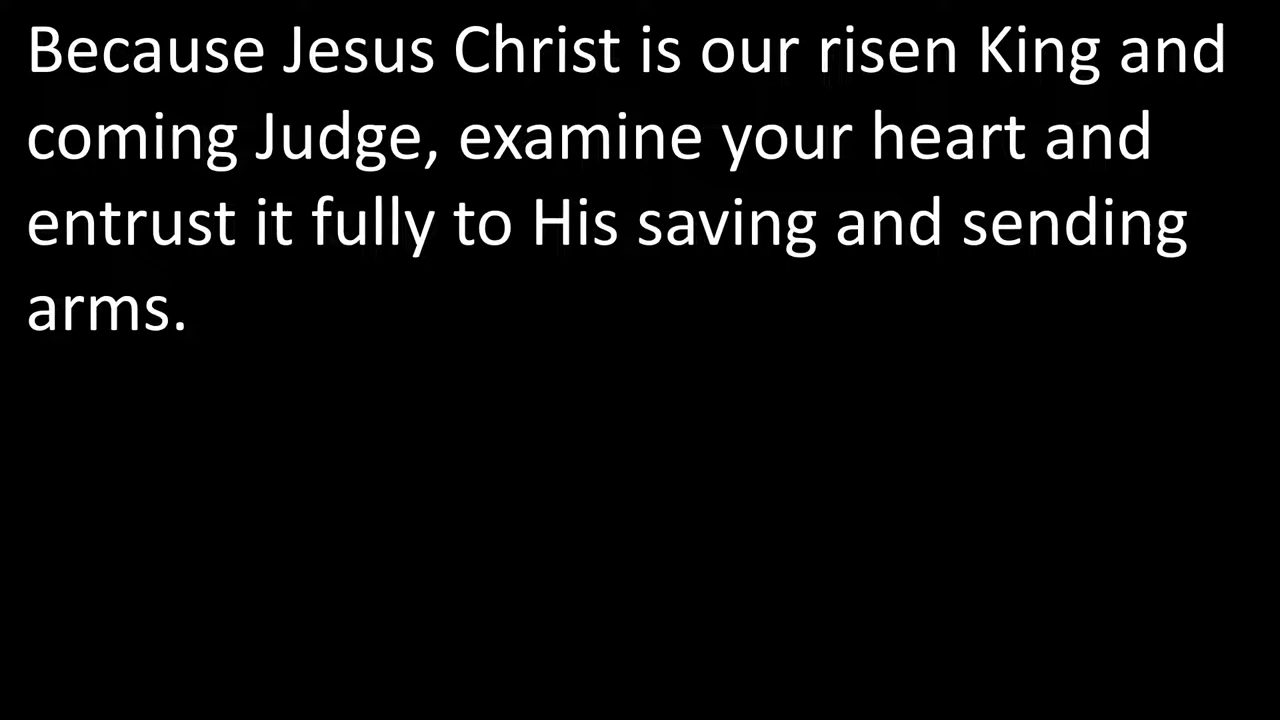 Because Jesus Christ is our risen King and
coming Judge, examine your heart and
entrust it fully to His saving and sending
arms.